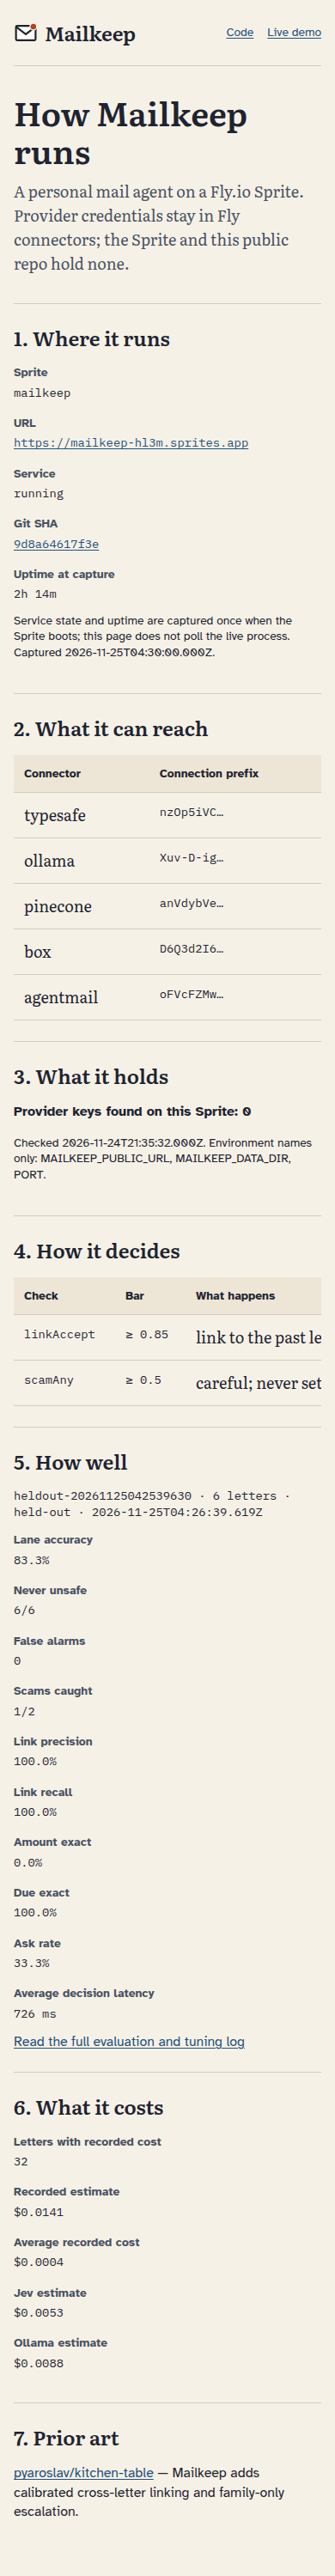 Mailkeep
Code Live demo
How Mailkeep
runs
A personal mail agent on a Fly.io Sprite.
Provider credentials stay in Fly
connectors; the Sprite and this public
repo hold none.
1. Where it runs
Sprite
mailkeep
URL
https://mailkeep-hl3m.sprites.app
Service
running
Git SHA
9d8a64617f3e
Uptime at capture
2h 14m
Service state and uptime are captured once when the
Sprite boots; this page does not poll the live process.
Captured 2026-11-25T04:30:00.000Z.
2. What it can reach
Connector Connection prefix
typesafe nzOp5iVC…
ollama Xuv-D-ig…
pinecone anVdybVe…
box D6Q3d2I6…
agentmail oFVcFZMw…
3. What it holds
Provider keys found on this Sprite: 0
Checked 2026-11-24T21:35:32.000Z. Environment names
only: MAILKEEP_PUBLIC_URL, MAILKEEP_DATA_DIR,
PORT.
4. How it decides
Check Bar What happens
linkAccept ≥ 0.85 link to the past le
scamAny ≥ 0.5 careful; never set
5. How well
heldout-20261125042539630 · 6 letters ·
held-out · 2026-11-25T04:26:39.619Z
Lane accuracy
83.3%
Never unsafe
6/6
False alarms
0
Scams caught
1/2
Link precision
100.0%
Link recall
100.0%
Amount exact
0.0%
Due exact
100.0%
Ask rate
33.3%
Average decision latency
726 ms
Read the full evaluation and tuning log
6. What it costs
Letters with recorded cost
32
Recorded estimate
$0.0141
Average recorded cost
$0.0004
Jev estimate
$0.0053
Ollama estimate
$0.0088
7. Prior art
pyaroslav/kitchen-table — Mailkeep adds
calibrated cross-letter linking and family-only
escalation.